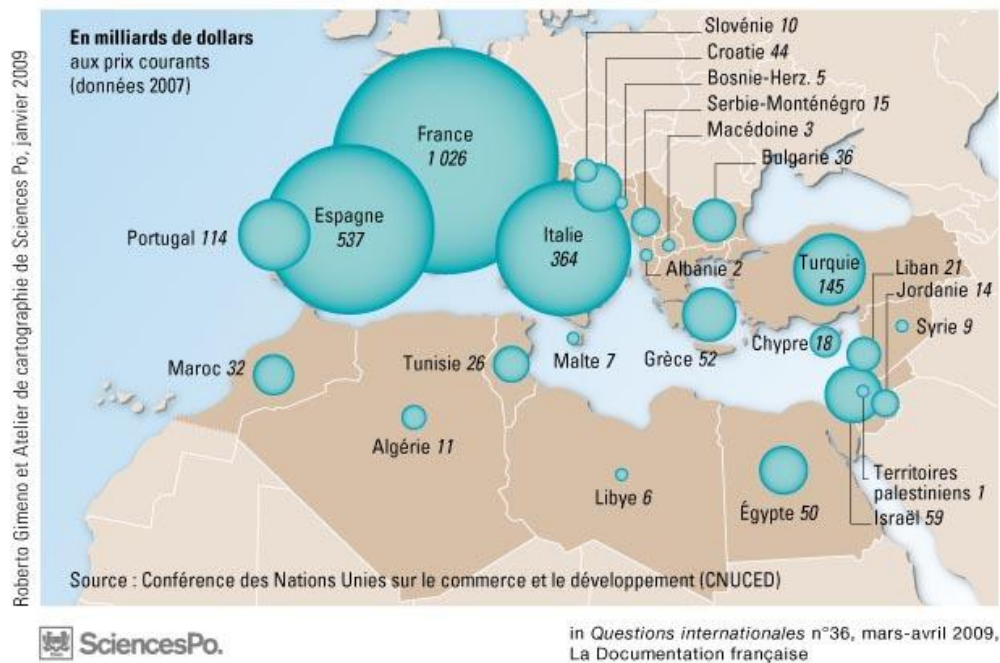 En milliards de dollars
aux prix courants
(données 2007)
Roberto Gimeno et Atelier de cartographie de Sciences Po, janvier 2009
Slovénie 10
Croatie 44
Bosnie-Herz. 5
Serbie-Monténégro 15
Macédoine 3
Bulgarie 36
France
1 026
Espagne
537
Portugal 114
Italie
364
Albanie 2
Turquie
145
Liban 21
Jordanie 14
Syrie 9
Chypre 18
Grèce 52
Malte 7
Tunisie 26
Maroc 32
Algérie 11
Libye 6
Égypte 50
Territoires
palestiniens 1
Israël 59
Source : Conférence des Nations Unies sur le commerce et le développement (CNUCED)
SciencesPo.
in Questions internationales n°36, mars-avril 2009,
La Documentation française